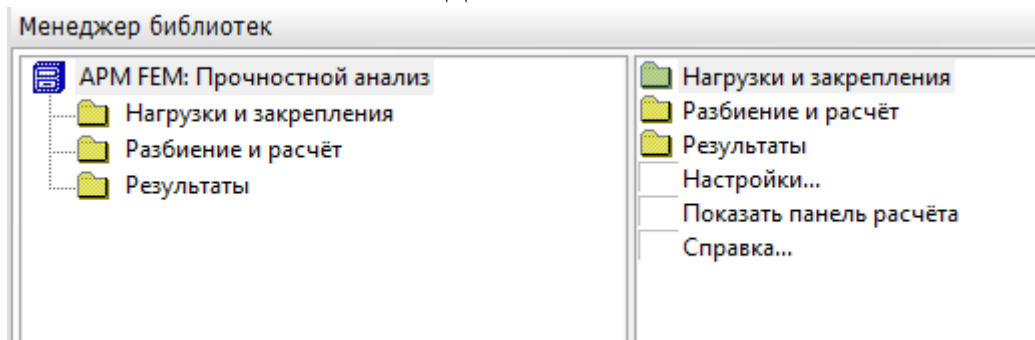 Менеджер библиотек
APM FEM: Прочностной анализ
Нагрузки и закрепления
Разбиение и расчёт
Результаты
Нагрузки и закрепления
Разбиение и расчёт
Результаты
Настройки...
Показать панель расчёта
Справка...